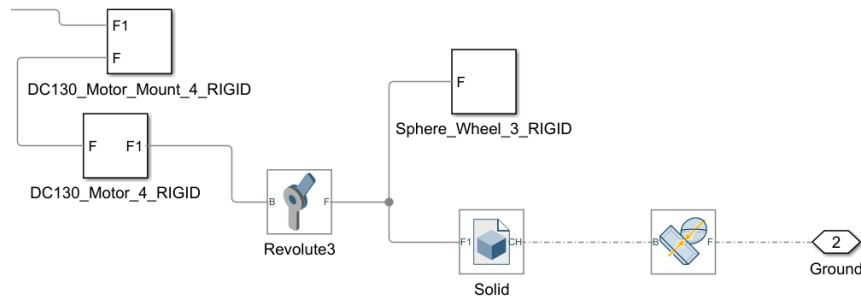 F1
F
DC130_Motor_Mount_4_RIGID
F
Sphere_Wheel_3_RIGID
F F1
DC130_Motor_4_RIGID
B F
Revolute3
F1 CH
Solid
B F
2
Ground